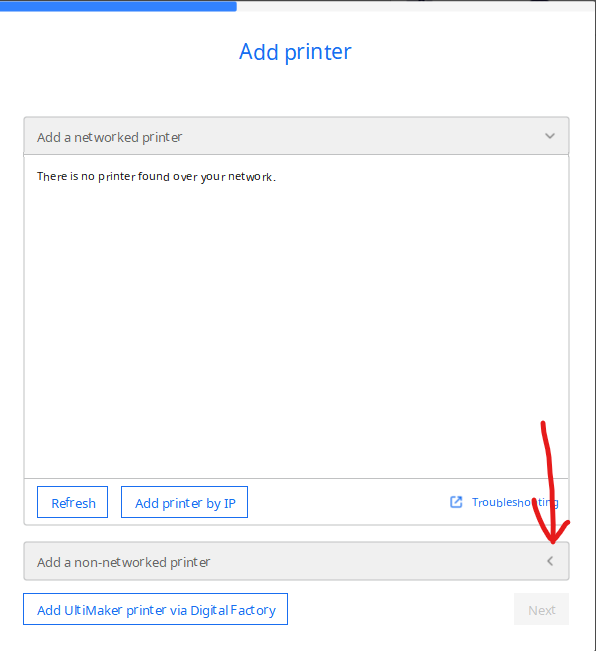 Add printer
Add a networked printer
There is no printer found over your network.
Refresh
Add printer by IP
Troubleshooting
Add a non-networked printer
Add UltiMaker printer via Digital Factory
Next